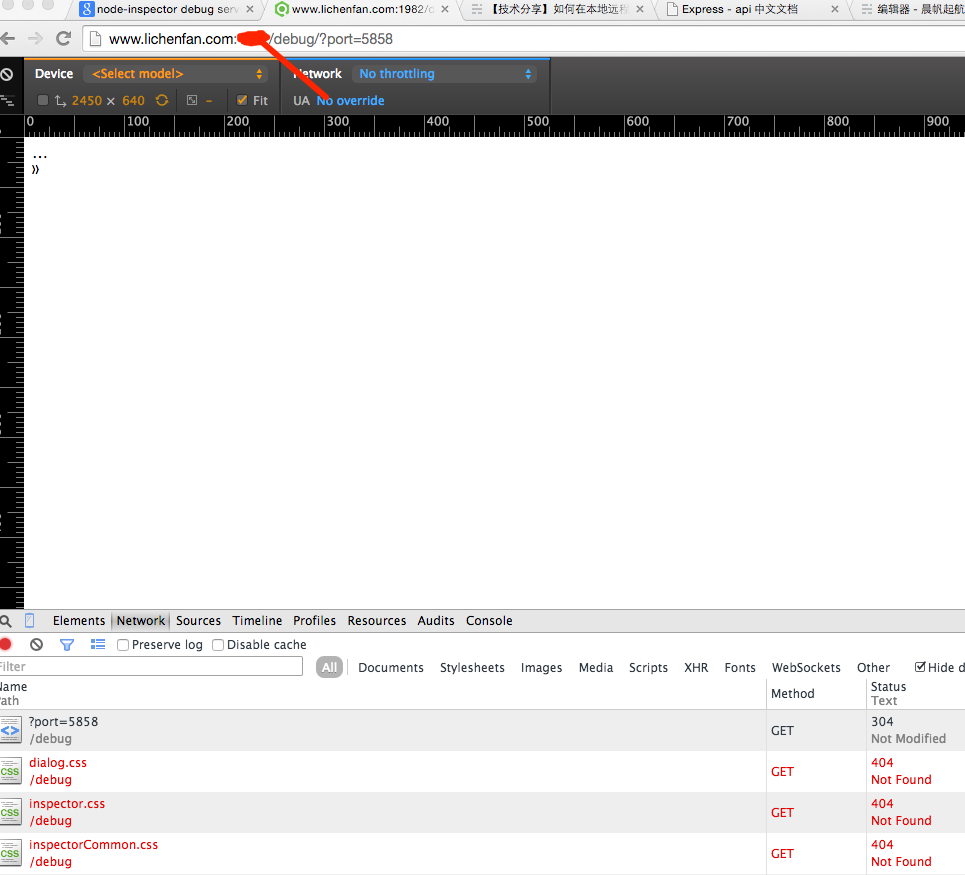 node-inspector debug serv
www.lichenfan.com:1982/d
【技术分享】如何在本地远程
Express - api 中文文档
编辑器 - 晨帆起航
www.lichenfan.com: /debug/?port=5858
Device <Select model> Network No throttling
2450 × 640 Fit UA No override
0 100 200 300 400 500 600 700 800 900
...
»
Elements Network Sources Timeline Profiles Resources Audits Console
Preserve log Disable cache
Filter All Documents Stylesheets Images Media Scripts XHR Fonts WebSockets Other Hide d
Name Method Status
Path Text
?port=5858 GET 304
/debug Not Modified
dialog.css GET 404
/debug Not Found
inspector.css GET 404
/debug Not Found
inspectorCommon.css GET 404
/debug Not Found